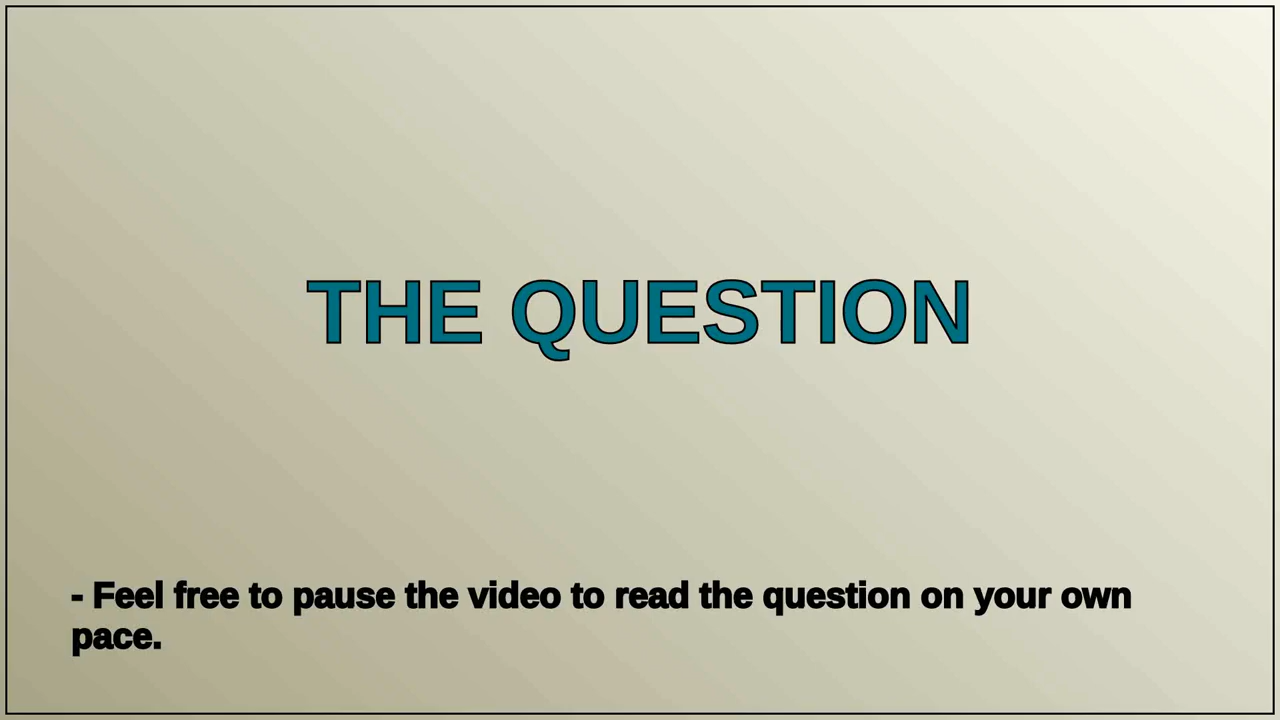 THE QUESTION
- Feel free to pause the video to read the question on your own
pace.